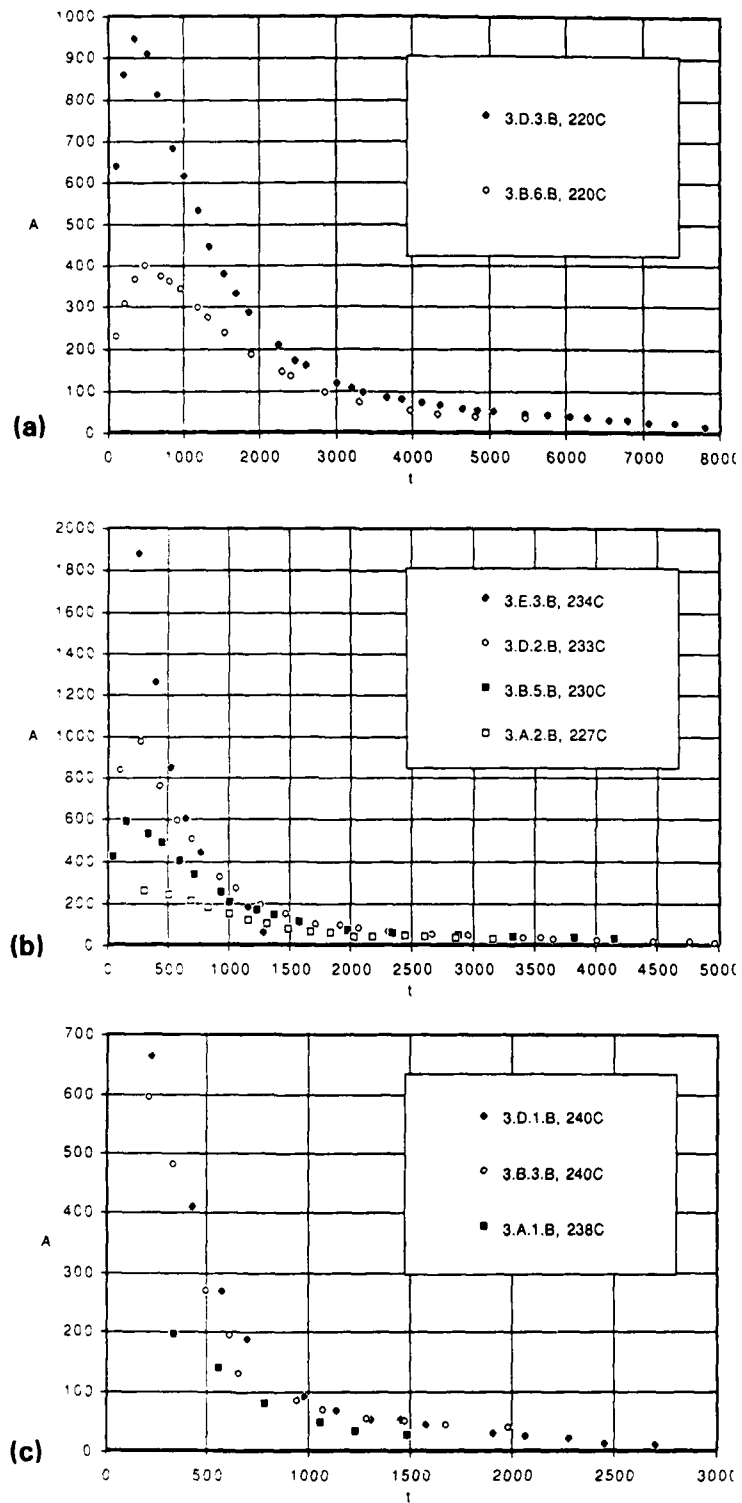 1000
900
800
700
600
A 500
400
300
200
100
0
3.D.3.B, 220C
3.B.6.B, 220C
(a)
0 1000 2000 3000 4000 5000 6000 7000 8000
t
2000
1800
1600
1400
1200
A 1000
800
600
400
200
0
3.E.3.B, 234C
3.D.2.B, 233C
3.B.5.B, 230C
3.A.2.B, 227C
(b)
0 500 1000 1500 2000 2500 3000 3500 4000 4500 5000
t
700
600
500
400
A
300
200
100
0
3.D.1.B, 240C
3.B.3.B, 240C
3.A.1.B, 238C
(c)
0 500 1000 1500 2000 2500 3000
t